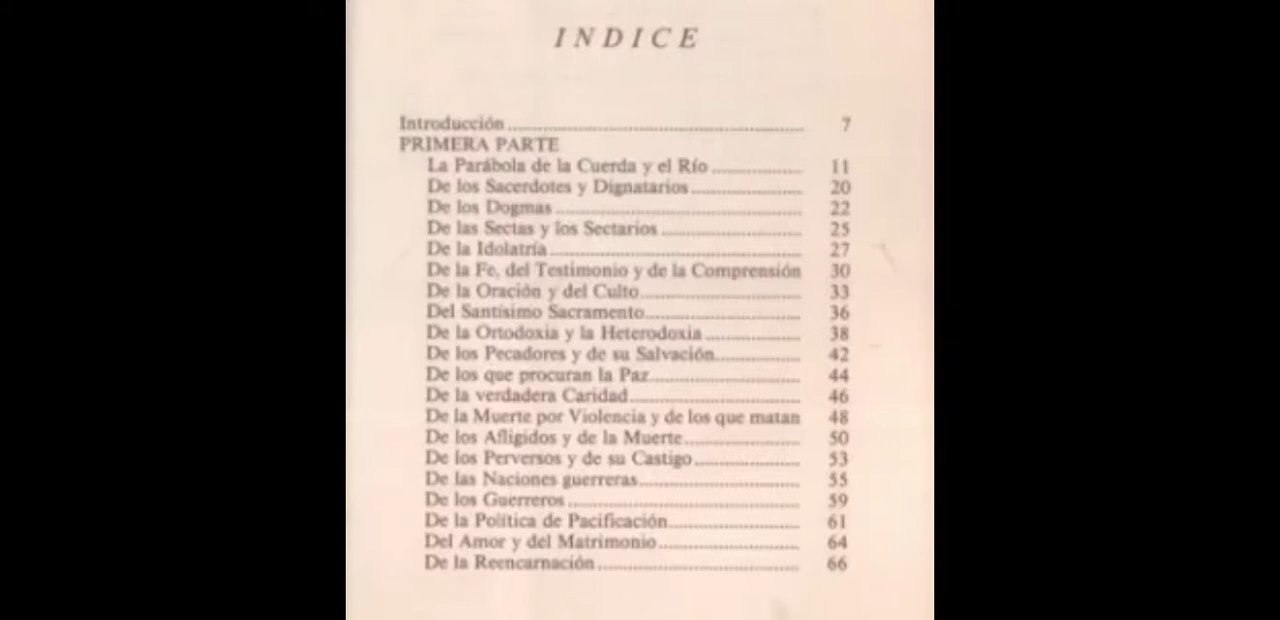 INDICE
Introducción ........ 7
PRIMERA PARTE
La Parábola de la Cuerda y el Río ........ 11
De los Sacerdotes y Dignatarios ........ 20
De los Dogmas ........ 22
De las Sectas y los Sectarios ........ 25
De la Idolatría ........ 27
De la Fe, del Testimonio y de la Comprensión 30
De la Oración y del Culto ........ 33
Del Santísimo Sacramento ........ 36
De la Ortodoxia y la Heterodoxia ........ 38
De los Pecadores y de su Salvación ........ 42
De los que procuran la Paz ........ 44
De la verdadera Caridad ........ 46
De la Muerte por Violencia y de los que matan 48
De los Afligidos y de la Muerte ........ 50
De los Perversos y de su Castigo ........ 53
De las Naciones guerreras ........ 55
De los Guerreros ........ 59
De la Política de Pacificación ........ 61
Del Amor y del Matrimonio ........ 64
De la Reencarnación ........ 66